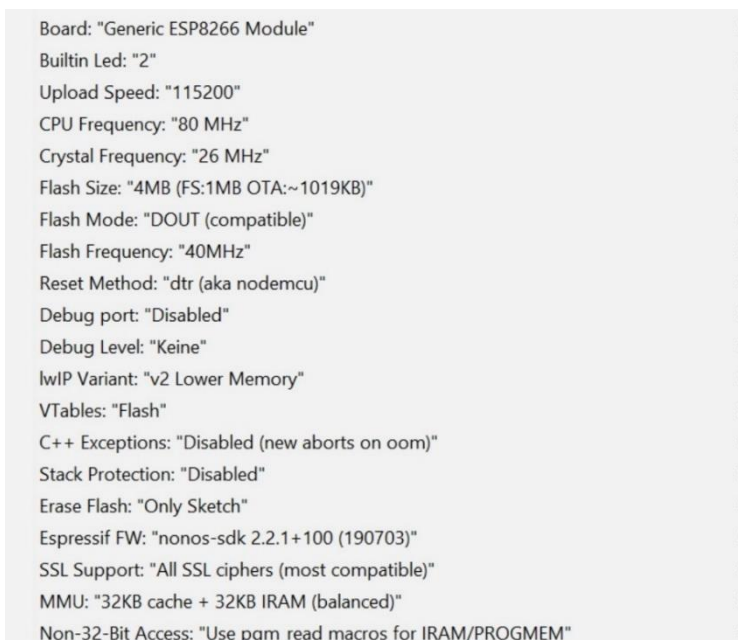 Board: "Generic ESP8266 Module"
Builtin Led: "2"
Upload Speed: "115200"
CPU Frequency: "80 MHz"
Crystal Frequency: "26 MHz"
Flash Size: "4MB (FS:1MB OTA:~1019KB)"
Flash Mode: "DOUT (compatible)"
Flash Frequency: "40MHz"
Reset Method: "dtr (aka nodemcu)"
Debug port: "Disabled"
Debug Level: "Keine"
lwIP Variant: "v2 Lower Memory"
VTables: "Flash"
C++ Exceptions: "Disabled (new aborts on oom)"
Stack Protection: "Disabled"
Erase Flash: "Only Sketch"
Espressif FW: "nonos-sdk 2.2.1+100 (190703)"
SSL Support: "All SSL ciphers (most compatible)"
MMU: "32KB cache + 32KB IRAM (balanced)"
Non-32-Bit Access: "Use pgm_read macros for IRAM/PROGMEM"